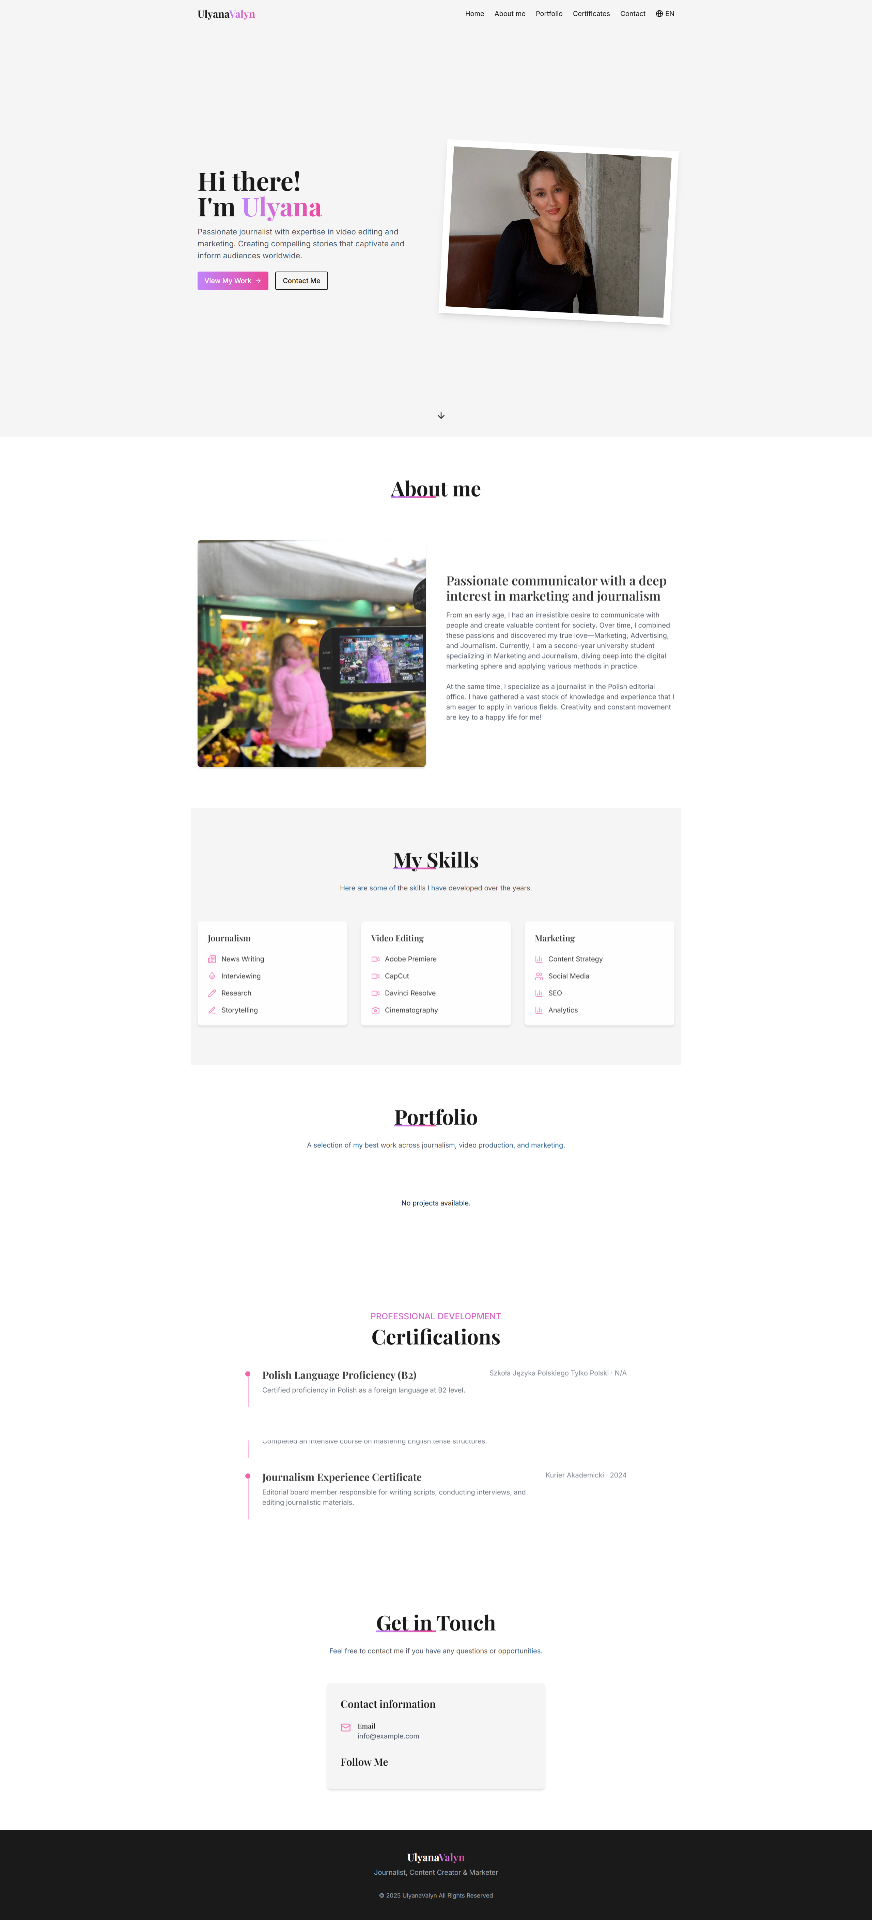 UlyanaValyn
Home About me Portfolio Certificates Contact EN
Hi there!
I'm Ulyana
Passionate journalist with expertise in video editing and
marketing. Creating compelling stories that captivate and
inform audiences worldwide.
View My Work
Contact Me
About me
Passionate communicator with a deep
interest in marketing and journalism
From an early age, I had an irresistible desire to communicate with
people and create valuable content for society. Over time, I combined
these passions and discovered my true love—Marketing, Advertising,
and Journalism. Currently, I am a second-year university student
specializing in Marketing and Journalism, diving deep into the digital
marketing sphere and applying various methods in practice.
At the same time, I specialize as a journalist in the Polish editorial
office. I have gathered a vast stock of knowledge and experience that I
am eager to apply in various fields. Creativity and constant movement
are key to a happy life for me!
My Skills
Here are some of the skills I have developed over the years.
Journalism
News Writing
Interviewing
Research
Storytelling
Video Editing
Adobe Premiere
CapCut
Davinci Resolve
Cinematography
Marketing
Content Strategy
Social Media
SEO
Analytics
Portfolio
A selection of my best work across journalism, video production, and marketing.
No projects available.
PROFESSIONAL DEVELOPMENT
Certifications
Polish Language Proficiency (B2)
Szkoła Języka Polskiego Tylko Polski · N/A
Certified proficiency in Polish as a foreign language at B2 level.
Completed an intensive course on mastering English tense structures.
Journalism Experience Certificate
Kurier Akademicki · 2024
Editorial board member responsible for writing scripts, conducting interviews, and
editing journalistic materials.
Get in Touch
Feel free to contact me if you have any questions or opportunities.
Contact information
Email
info@example.com
Follow Me
UlyanaValyn
Journalist, Content Creator & Marketer
© 2025 UlyanaValyn All Rights Reserved